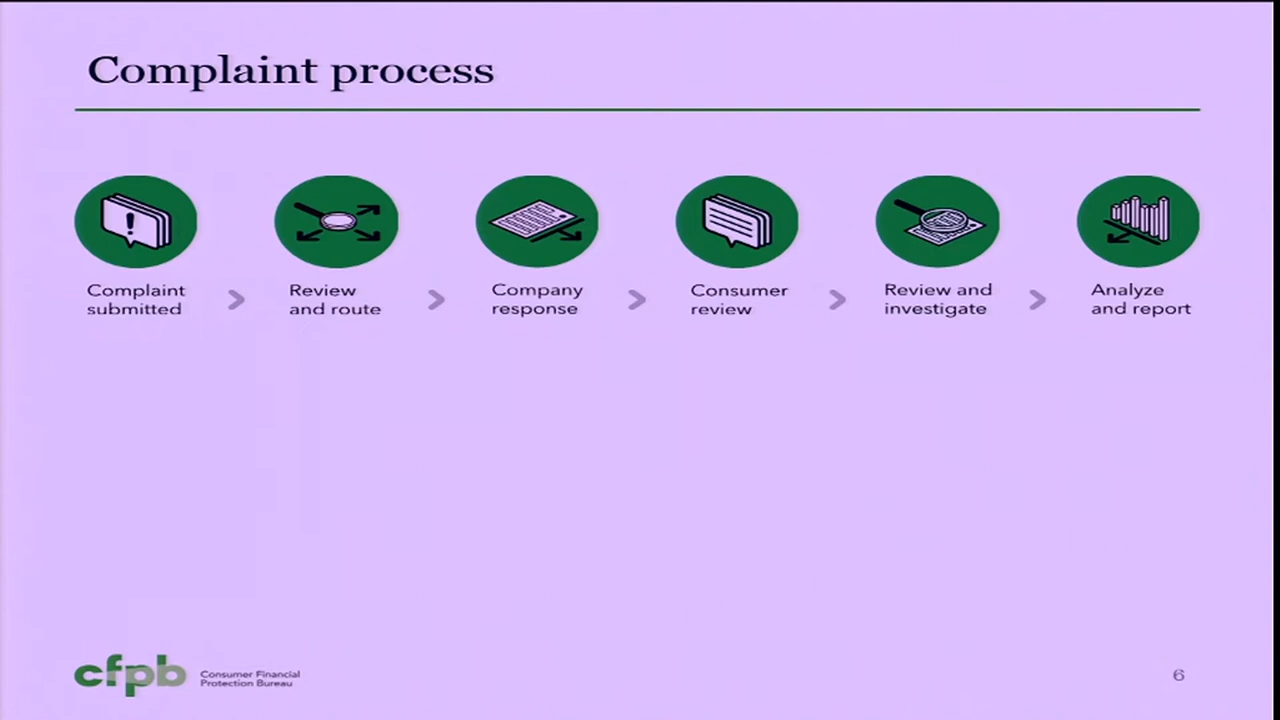 Complaint process
Complaint
submitted
Review
and route
Company
response
Consumer
review
Review and
investigate
Analyze
and report
cfpb
Consumer Financial
Protection Bureau
6